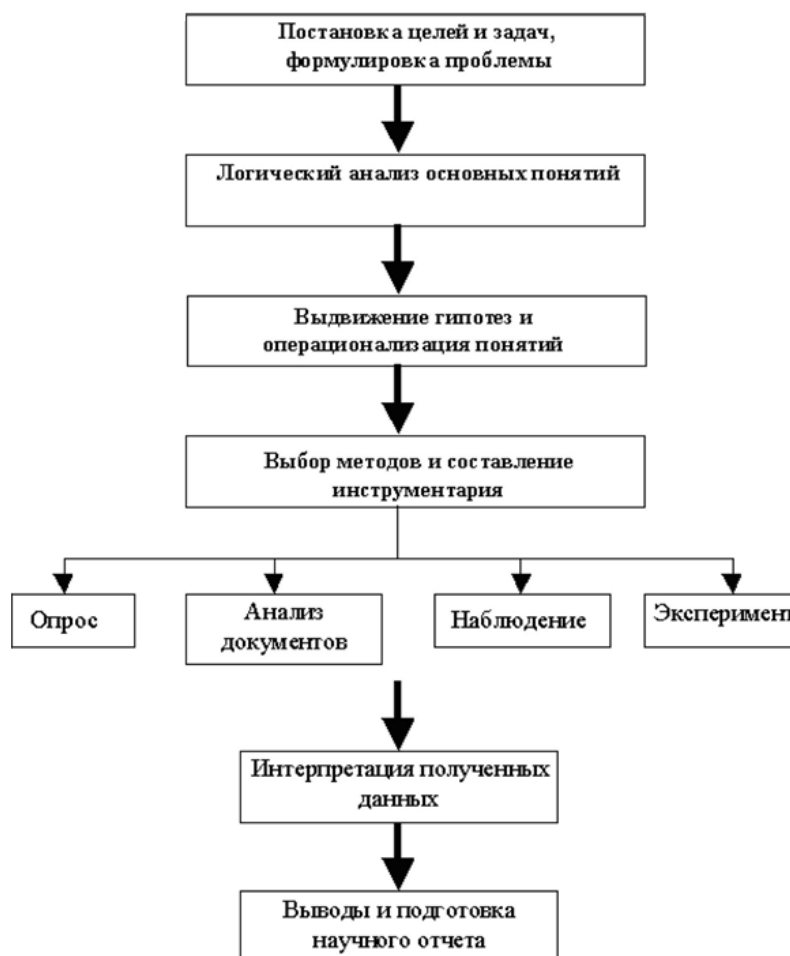 Постановка целей и задач,
формулировка проблемы
Логический анализ основных понятий
Выдвижение гипотез и
операционализация понятий
Выбор методов и составление
инструментария
Опрос
Анализ
документов
Наблюдение
Эксперимент
Интерпретация полученных
данных
Выводы и подготовка
научного отчета